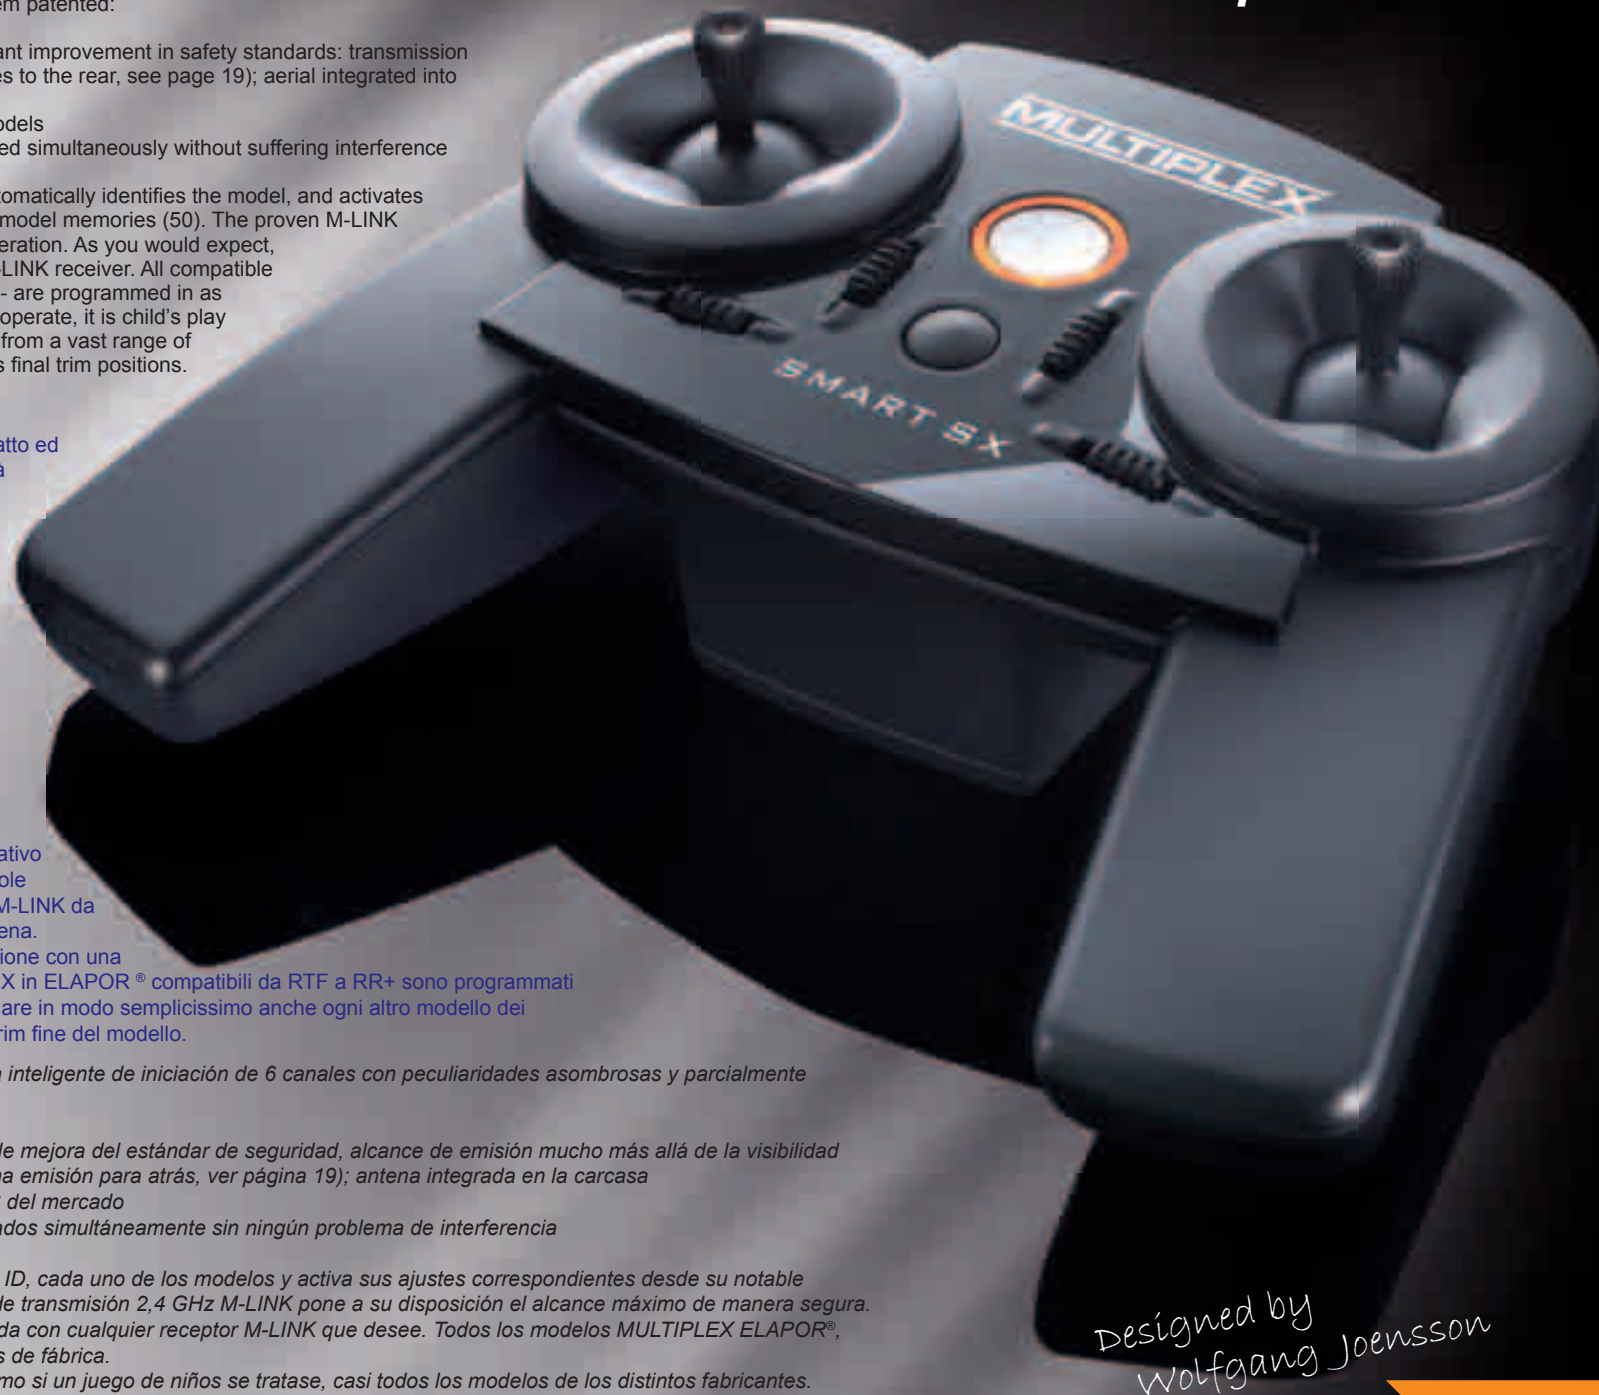 em patented:
ant improvement in safety standards: transmission
es to the rear, see page 19); aerial integrated into
odels
ed simultaneously without suffering interference
tomatically identifies the model, and activates
model memories (50). The proven M-LINK
eration. As you would expect,
-LINK receiver. All compatible
- are programmed in as
operate, it is child’s play
from a vast range of
s final trim positions.
MULTIPLEX
SMART SX
atto ed
à
ativo
ole
M-LINK da
ena.
ione con una
X in ELAPOR ® compatibili da RTF a RR+ sono programmati
are in modo semplicissimo anche ogni altro modello dei
rim fine del modello.
a inteligente de iniciación de 6 canales con peculiaridades asombrosas y parcialmente
le mejora del estándar de seguridad, alcance de emisión mucho más allá de la visibilidad
na emisión para atrás, ver página 19); antena integrada en la carcasa
del mercado
ados simultáneamente sin ningún problema de interferencia
ID, cada uno de los modelos y activa sus ajustes correspondientes desde su notable
de transmisión 2,4 GHz M-LINK pone a su disposición el alcance máximo de manera segura.
da con cualquier receptor M-LINK que desee. Todos los modelos MULTIPLEX ELAPOR®,
s de fábrica.
mo si un juego de niños se tratase, casi todos los modelos de los distintos fabricantes.
Designed by
Wolfgang Joensson